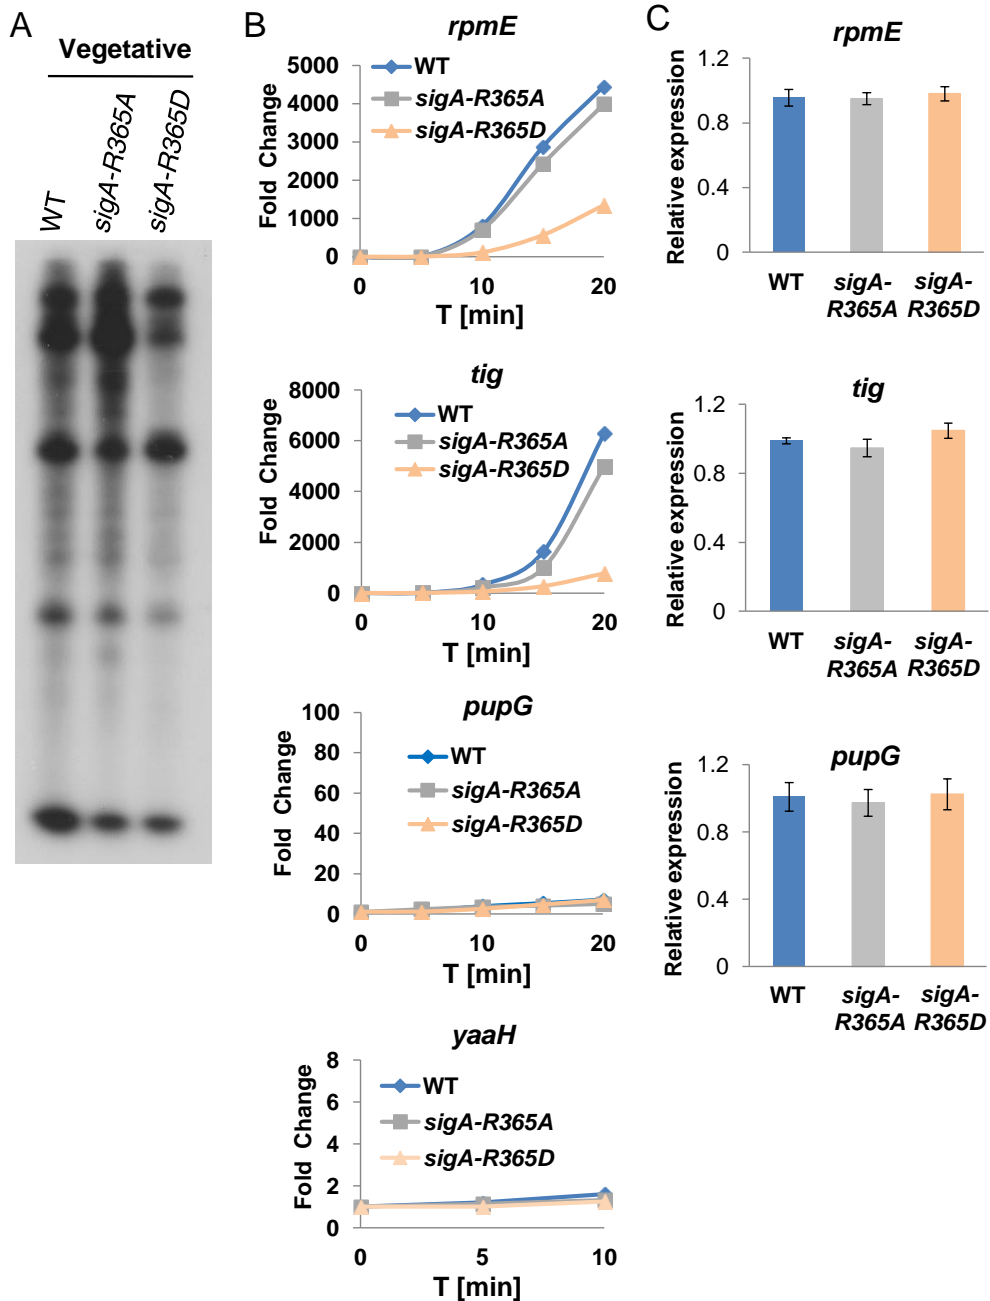 A
Vegetative
WT
sigA-R365A
sigA-R365D
B
rpmE
5000
4000
3000
2000
1000
0
Fold Change
WT
sigA-R365A
sigA-R365D
0
10
20
T [min]
tig
8000
6000
4000
2000
0
Fold Change
WT
sigA-R365A
sigA-R365D
0
10
20
T [min]
pupG
100
80
60
40
20
0
Fold Change
WT
sigA-R365A
sigA-R365D
0
10
20
T [min]
yaaH
8
6
4
2
0
Fold Change
WT
sigA-R365A
sigA-R365D
0
5
10
T [min]
C
rpmE
1.2
0.8
0.4
0
Relative expression
WT
sigA-
R365A
sigA-
R365D
tig
1.2
0.8
0.4
0
Relative expression
WT
sigA-
R365A
sigA-
R365D
pupG
1.2
0.8
0.4
0
Relative expression
WT
sigA-
R365A
sigA-
R365D